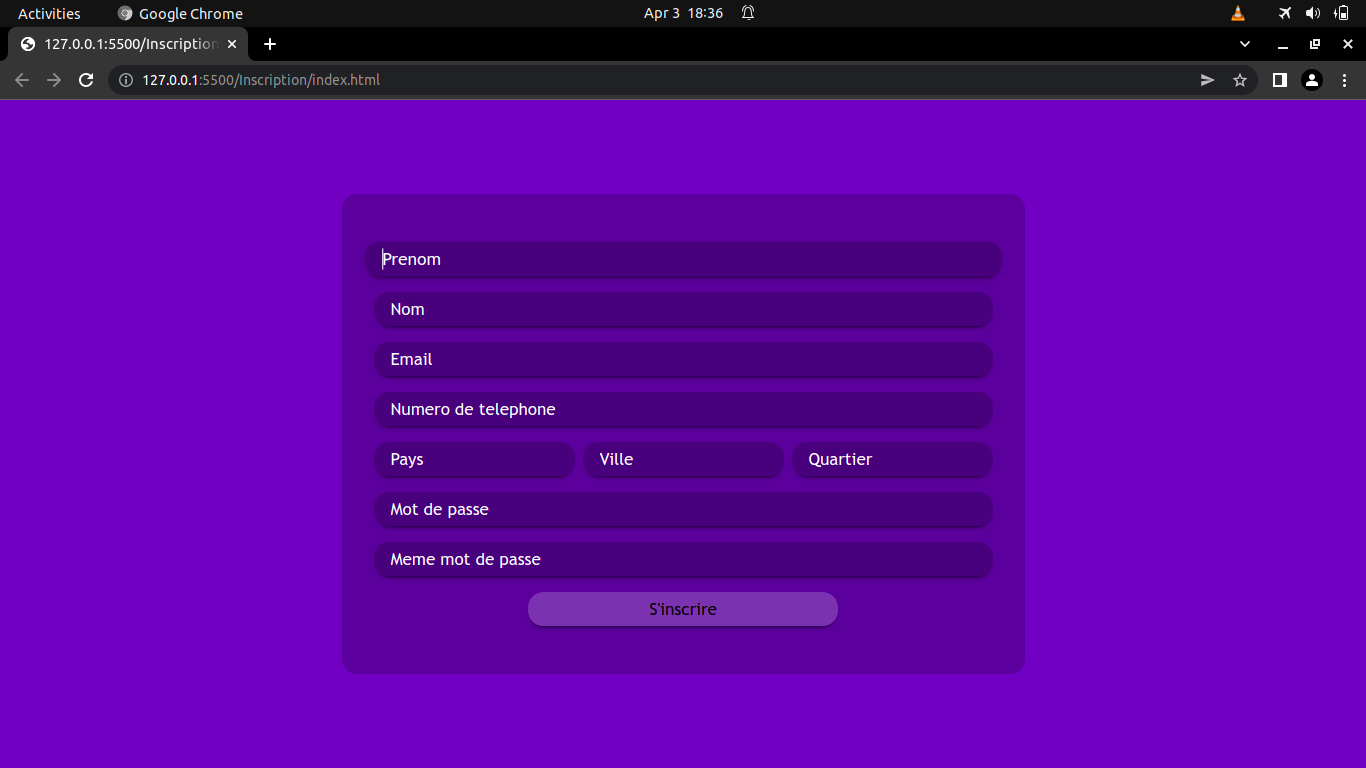 Activities Google Chrome Apr 3 18:36
127.0.0.1:5500/Inscription
127.0.0.1:5500/Inscription/index.html
Prenom
Nom
Email
Numero de telephone
Pays Ville Quartier
Mot de passe
Meme mot de passe
S'inscrire